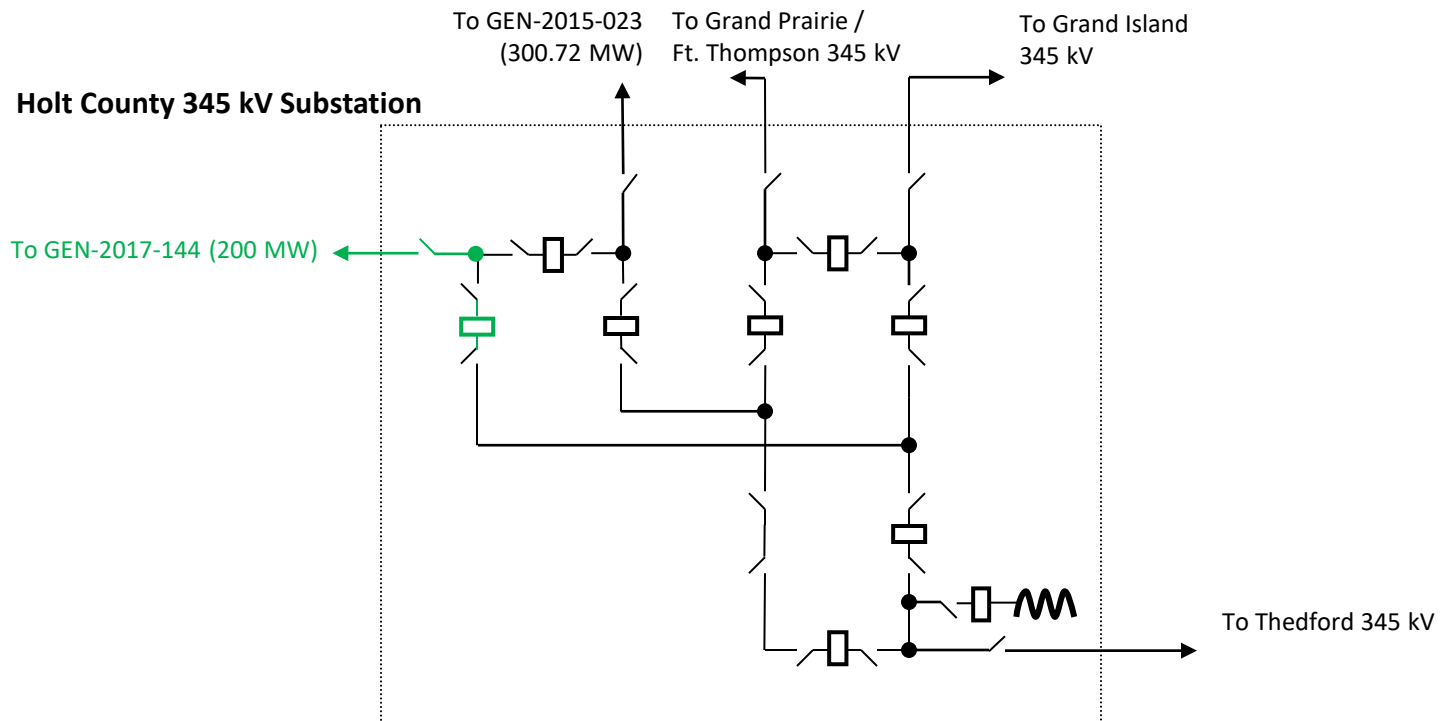 To GEN-2015-023
(300.72 MW)
To Grand Prairie /
Ft. Thompson 345 kV
To Grand Island
345 kV
Holt County 345 kV Substation
To GEN-2017-144 (200 MW)
To Thedford 345 kV